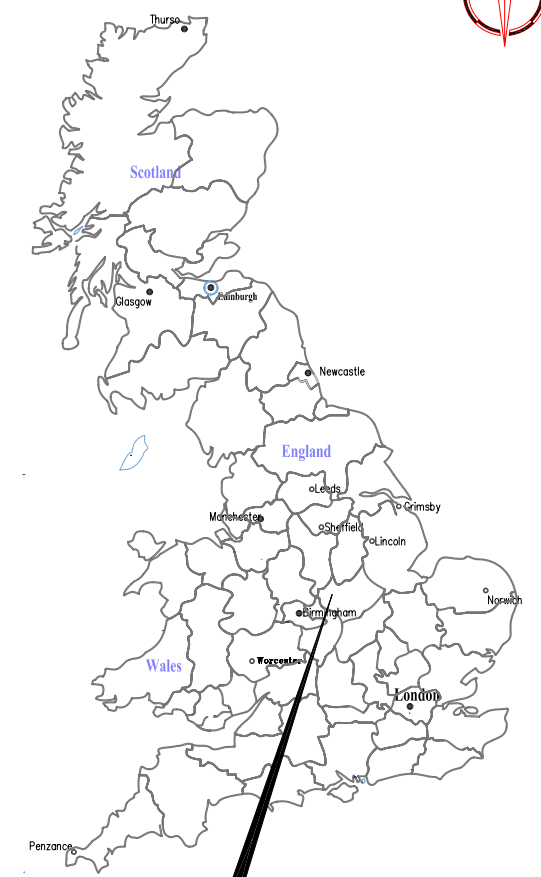 Thurso
Scotland
Edinburgh
Glasgow
Newcastle
England
Leeds
Grimsby
Manchester
Sheffield
Lincoln
Norwich
Birmingham
Worcester
Wales
London
Penzance